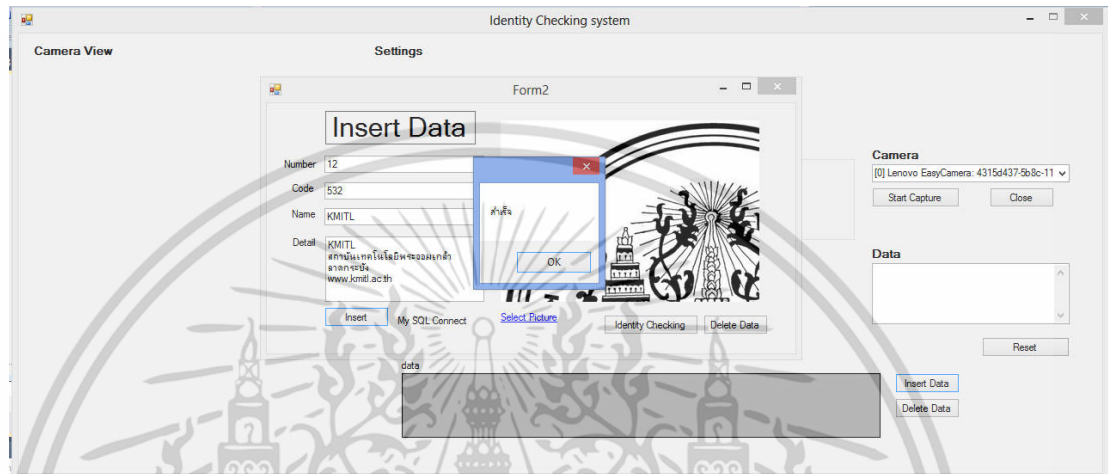 Identity Checking system
Camera View
Settings
Form2
Insert Data
Number 12
Code 532
Name KMITL
Detail KMITL
สถาบันเทคโนโลยีพระจอมเกล้า
ลาดกระบัง
www.kmitl.ac.th
Insert
My SQL Connect
Select Picture
Identity Checking
Delete Data
สำเร็จ
OK
Camera
[0] Lenovo EasyCamera: 4315d437-5b8c-11
Start Capture
Close
Data
Reset
data
Insert Data
Delete Data